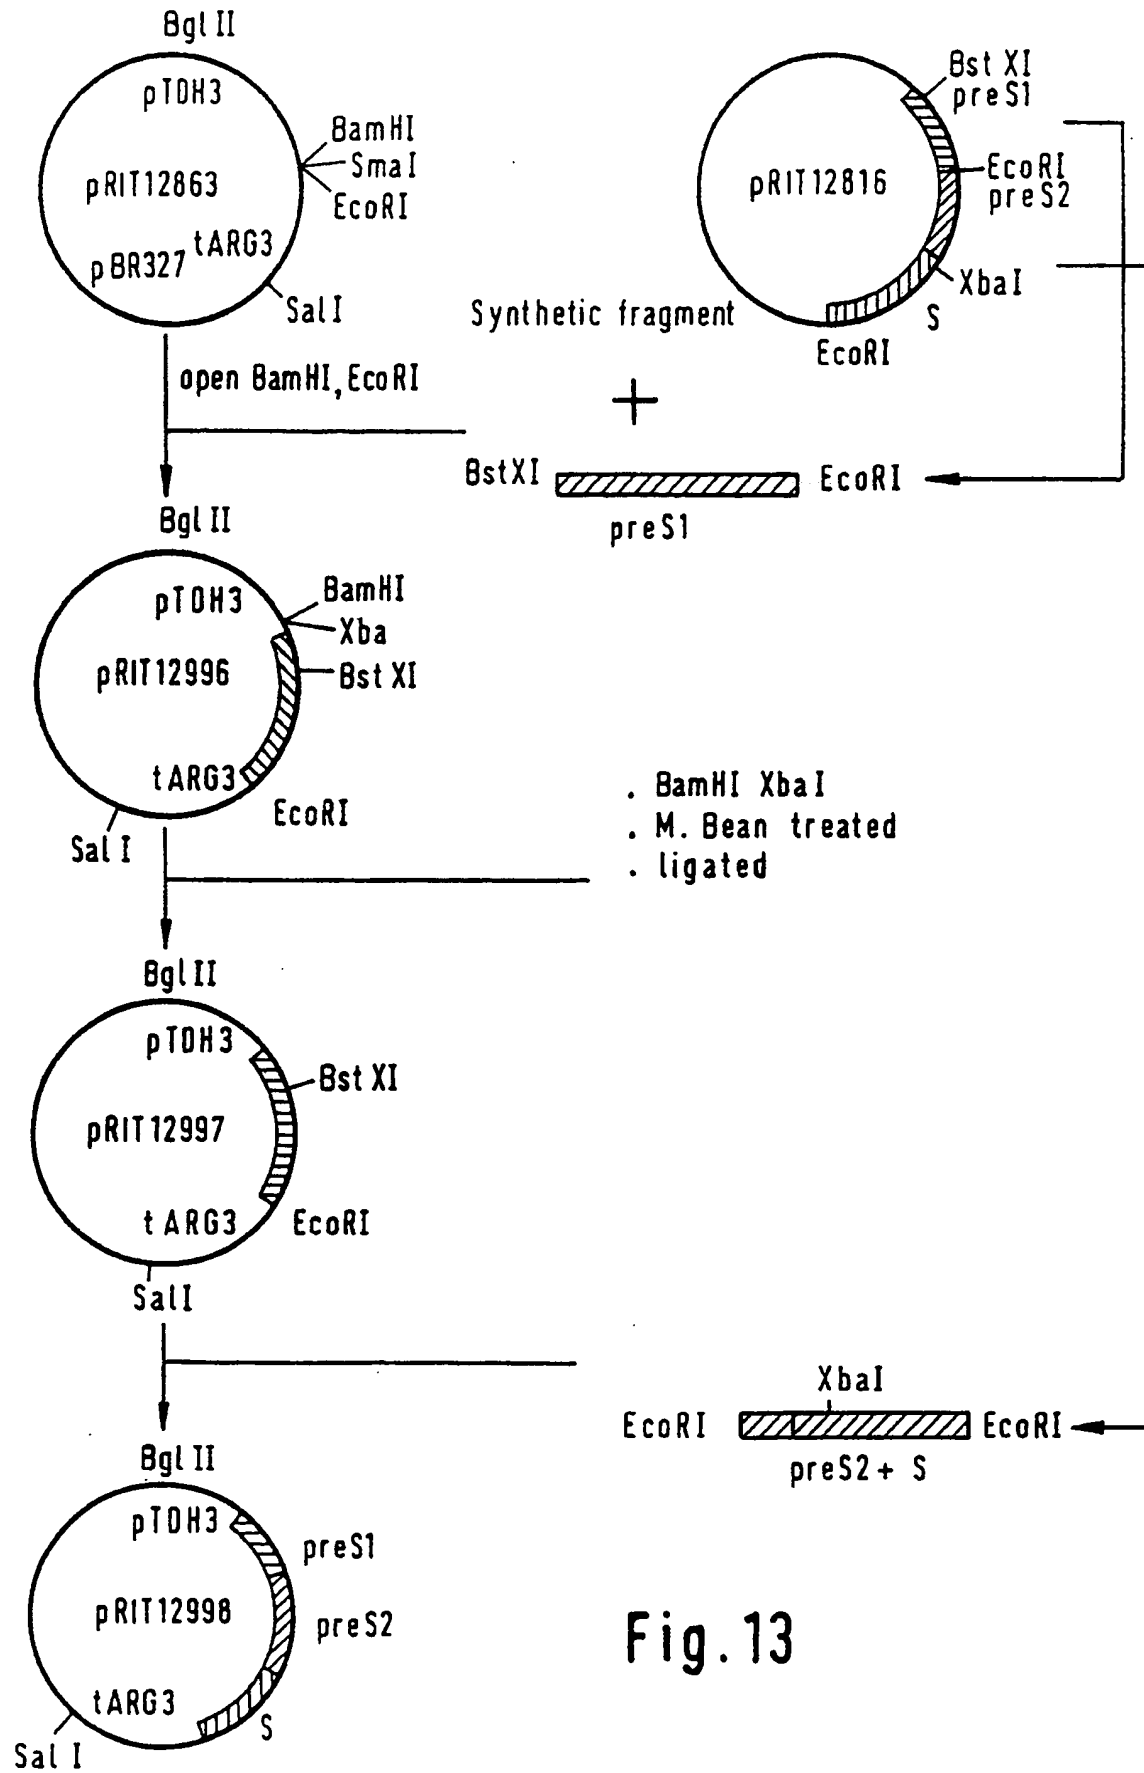 Bgl II
pTDH3
BamHI
SmaI
pRIT12863
EcoRI
tARG3
pBR327
Sal I
Bst XI
preS1
EcoRI
pRIT12816
preS2
XbaI
S
EcoRI
Synthetic fragment
open BamHI, EcoRI
+
BstXI
EcoRI
preS1
Bgl II
pTDH3
BamHI
Xba
pRIT12996
Bst XI
tARG3
EcoRI
Sal I
. BamHI XbaI
. M. Bean treated
. ligated
Bgl II
pTDH3
Bst XI
pRIT12997
tARG3
EcoRI
SalI
XbaI
EcoRI
EcoRI
preS2 + S
Bgl II
pTDH3
preS1
pRIT12998
preS2
tARG3
S
Sal I
Fig. 13